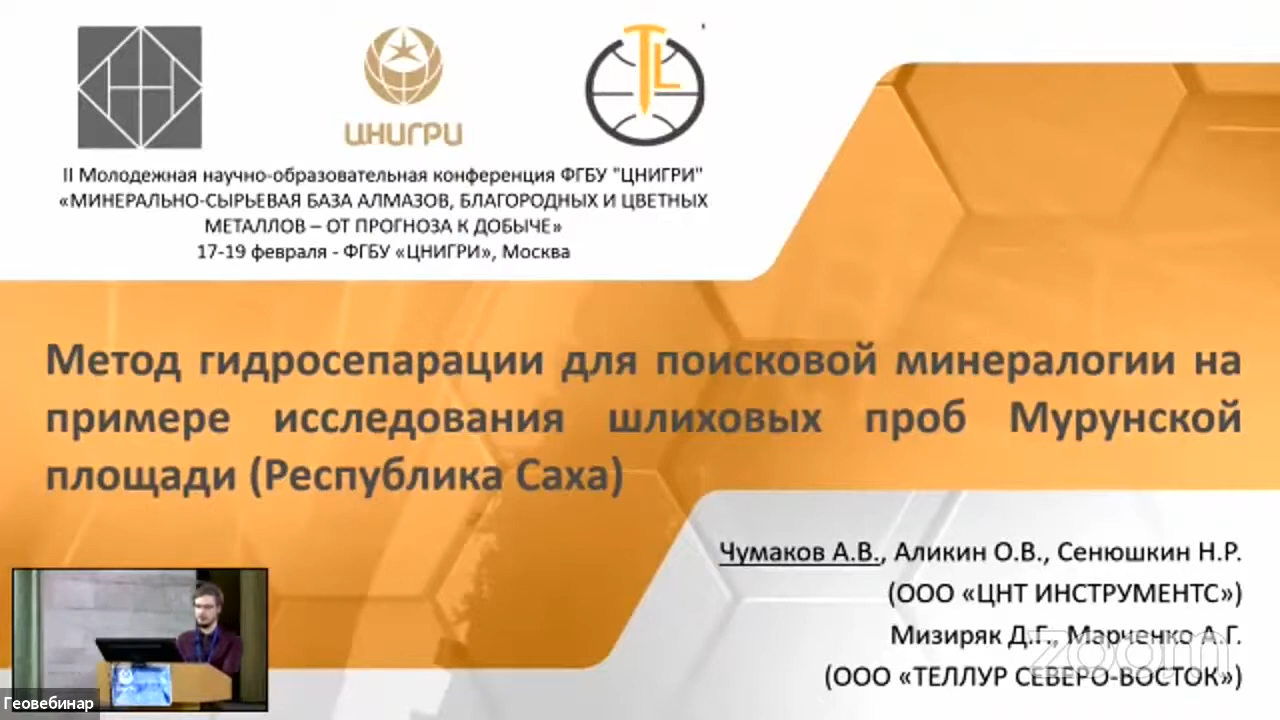 ЦНИГРИ
TL
II Молодежная научно-образовательная конференция ФГБУ "ЦНИГРИ"
«МИНЕРАЛЬНО-СЫРЬЕВАЯ БАЗА АЛМАЗОВ, БЛАГОРОДНЫХ И ЦВЕТНЫХ
МЕТАЛЛОВ – ОТ ПРОГНОЗА К ДОБЫЧЕ»
17-19 февраля - ФГБУ «ЦНИГРИ», Москва
Метод гидросепарации для поисковой минералогии на
примере исследования шлиховых проб Мурунской
площади (Республика Саха)
Чумаков А.В., Аликин О.В., Сенюшкин Н.Р.
(ООО «ЦНТ ИНСТРУМЕНТС»)
Мизиряк Д.Г., Марченко А.Г.
(ООО «ТЕЛЛУР СЕВЕРО-ВОСТОК»)
zoom
Геовебинар